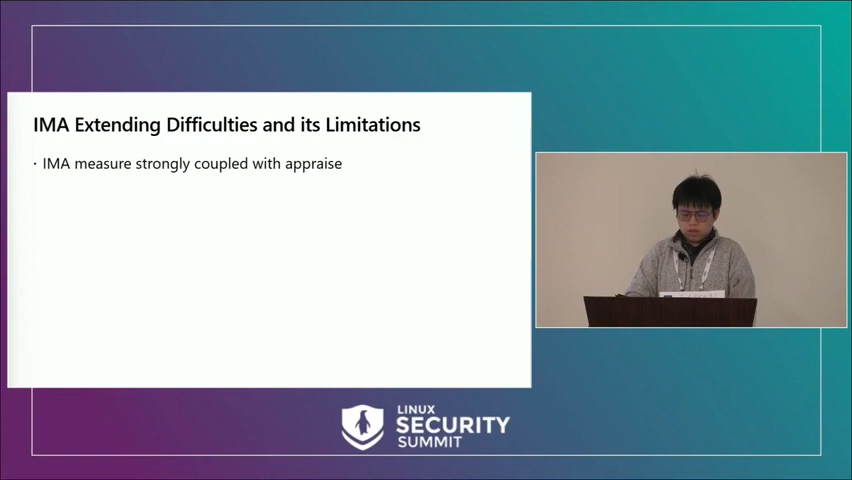 IMA Extending Difficulties and its Limitations
· IMA measure strongly coupled with appraise
LINUX
SECURITY
SUMMIT